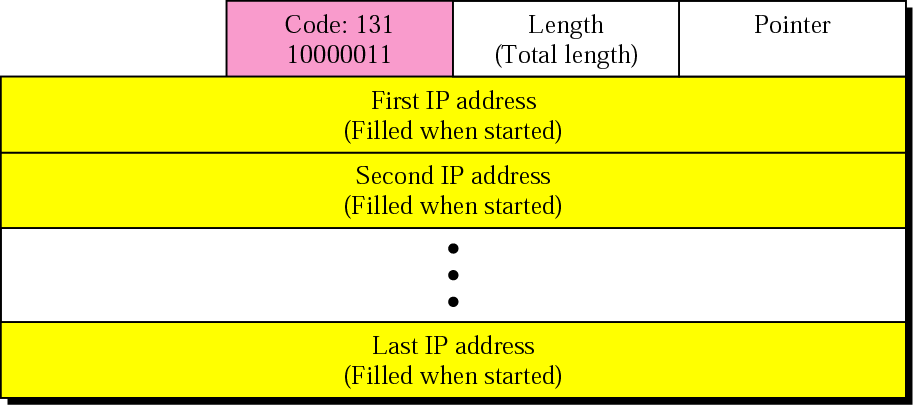 Code: 131
10000011
Length
(Total length)
Pointer
First IP address
(Filled when started)
Second IP address
(Filled when started)
Last IP address
(Filled when started)